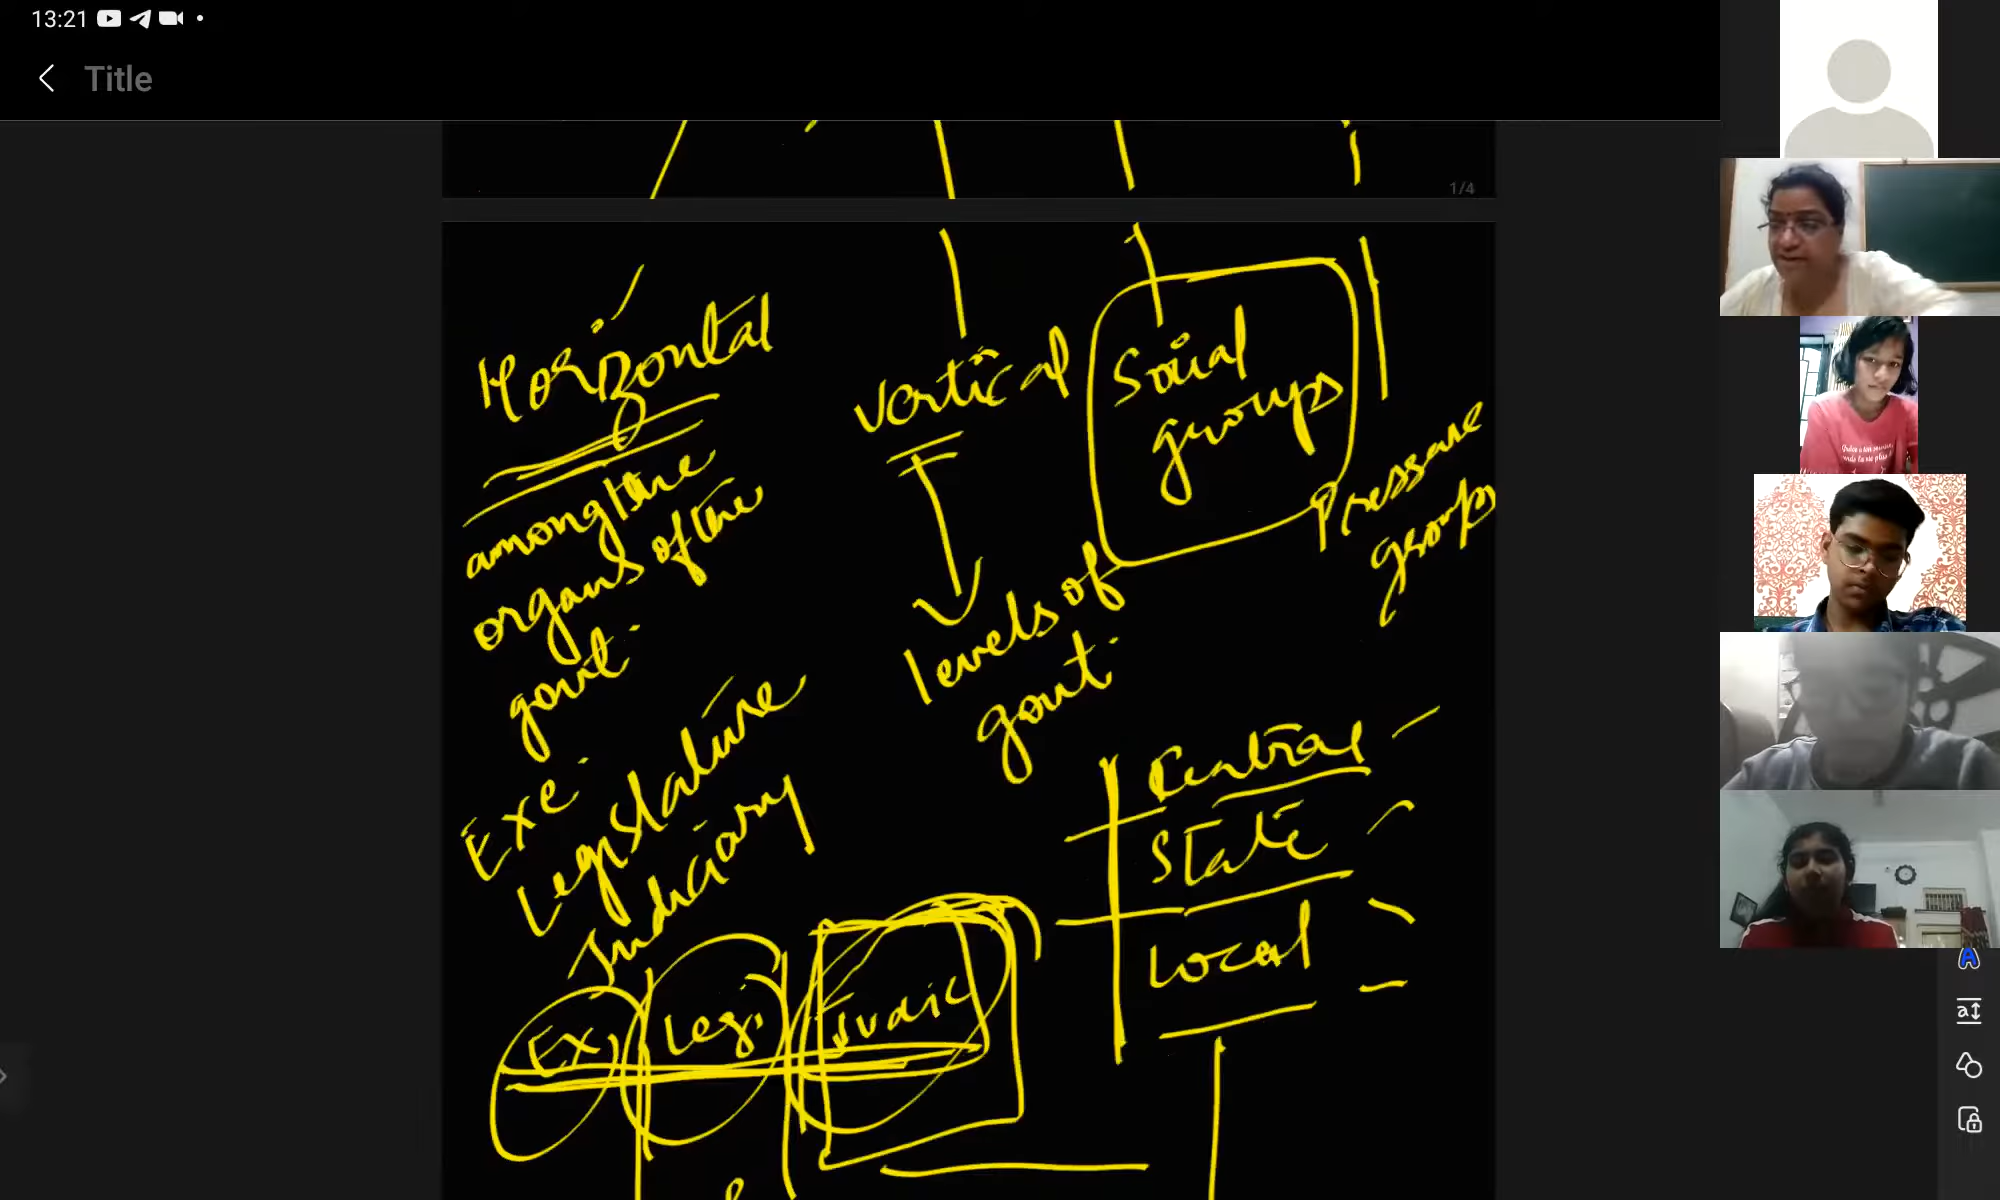 13:21
Title
1/4
Horizontal
among the
organs of the
govt.
Exe.
Legislature
Judiciary
Ex,
Legi,
Judic
Vertical
levels of
govt.
Social
groups
Pressure
groups
Central
State
Local
A
a